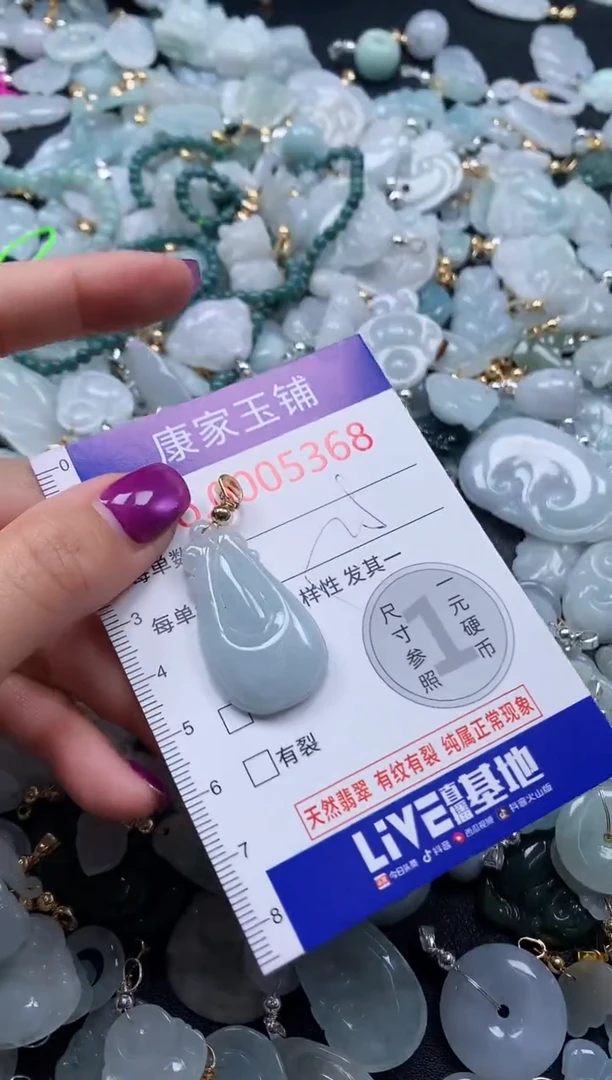 0
康家玉铺
0005368
每单数
样性 发其一
每单
3
4
5
6
7
8
尺寸参照
1
一元硬币
有裂
天然翡翠 有纹有裂 纯属正常现象
LiVE直播基地
今日头条 抖音 西瓜视频 抖音火山版